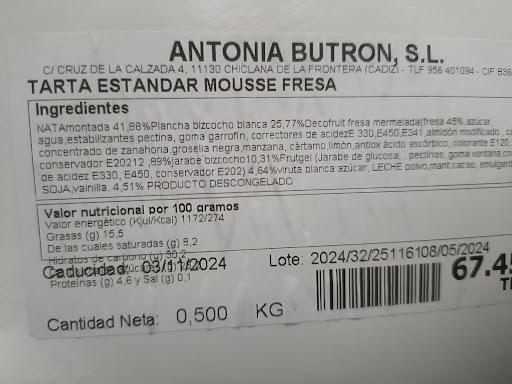 ANTONIA BUTRON, S.L.
C/ CRUZ DE LA CALZADA 4, 11130 CHICLANA DE LA FRONTERA (CADIZ) - TLF 956 401094 - CIF B36
TARTA ESTANDAR MOUSSE FRESA
Ingredientes
NATAmontada 41,88%Plancha bizcocho blanca 25,77%Decofruit fresa mermelada(fresa 45%,azúcar,
agua,estabilizantes pectina, goma garrofín, correctores de acidezE 330,E450,E341,almidón modificado
concentrado de zanahoria,grosella negra,manzana, cártamo,limón,antiox ácido ascórbico, colorante E120,
conservador E20212 ,89%jarabe bizcocho10,31%Frutgel (Jarabe de glucosa, , pectinas, goma xantana,
de acidez E330, E450, conservador E202) 4,64%viruta blanca azúcar, LECHE polvo,mant.cacao, emulgent
SOJA,vainilla. 4,51% PRODUCTO DESCONGELADO
Valor nutricional por 100 gramos
Valor energético (Kjul/Kcal) 1172/274
Grasas (g) 15,5
De las cuales saturadas (g) 8,2
Hidratos de carbono (g) 30,2
Caducidad: 03/11/2024
Lote: 2024/32/25116108/05/2024
Proteínas (g) 4,6 y Sal (g) 0,1
67.4
Cantidad Neta: 0,500 KG